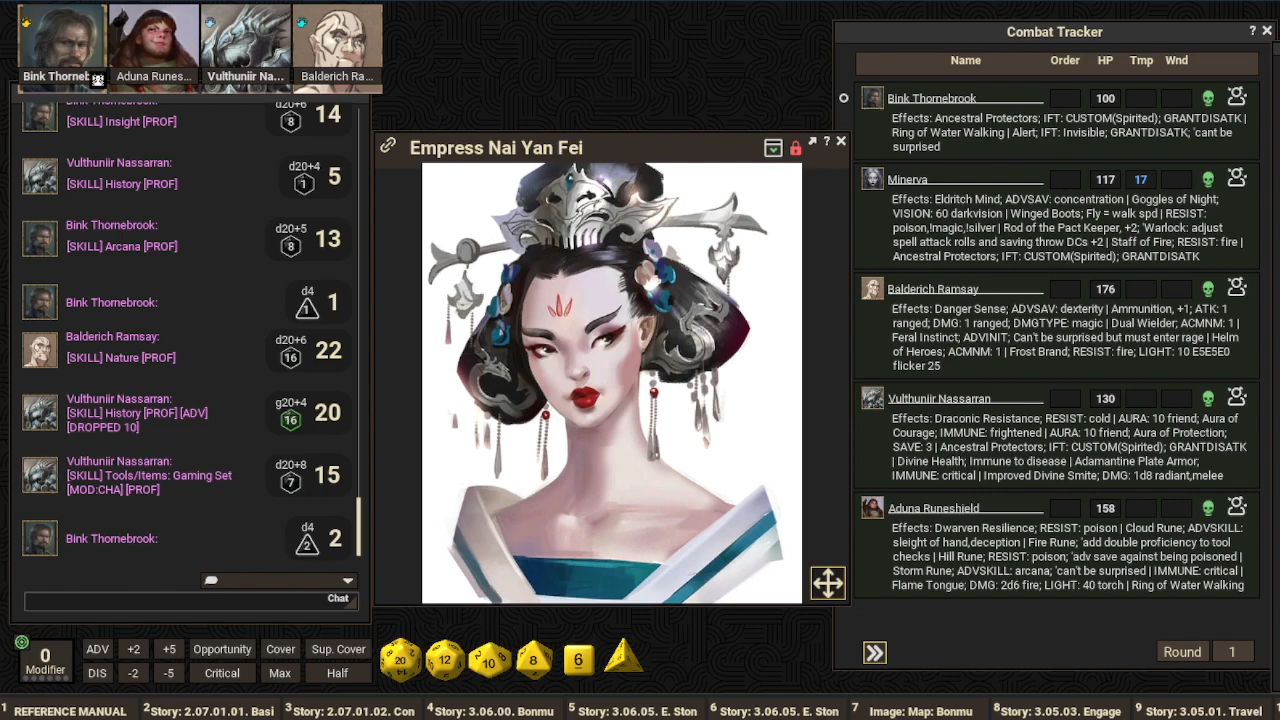 Bink Thornel
Aduna Runes...
Vulthuniir Na...
Balderich Ra...
Bink Thornebrook:
[SKILL] Insight [PROF]
d20+6
8
14
Vulthuniir Nassarran:
[SKILL] History [PROF]
d20+4
1
5
Bink Thornebrook:
[SKILL] Arcana [PROF]
d20+5
8
13
Bink Thornebrook:
d4
1
1
Balderich Ramsay:
[SKILL] Nature [PROF]
d20+6
16
22
Vulthuniir Nassarran:
[SKILL] History [PROF] [ADV]
[DROPPED 10]
g20+4
16
20
Vulthuniir Nassarran:
[SKILL] Tools/Items: Gaming Set
[MOD:CHA] [PROF]
d20+8
7
15
Bink Thornebrook:
d4
2
2
Chat
Empress Nai Yan Fei
?
Combat Tracker
?
Name Order HP Tmp Wnd
Bink Thornebrook 100
Effects: Ancestral Protectors; IFT: CUSTOM(Spirited); GRANTDISATK |
Ring of Water Walking | Alert; IFT: Invisible; GRANTDISATK; 'cant be
surprised
Minerva 117 17
Effects: Eldritch Mind; ADVSAV: concentration | Goggles of Night;
VISION: 60 darkvision | Winged Boots; Fly = walk spd | RESIST:
poison,!magic,!silver | Rod of the Pact Keeper, +2; 'Warlock: adjust
spell attack rolls and saving throw DCs +2 | Staff of Fire; RESIST: fire |
Ancestral Protectors; IFT: CUSTOM(Spirited); GRANTDISATK
Balderich Ramsay 176
Effects: Danger Sense; ADVSAV: dexterity | Ammunition, +1; ATK: 1
ranged; DMG: 1 ranged; DMGTYPE: magic | Dual Wielder; ACMNM: 1 |
Feral Instinct; ADVINIT; Can't be surprised but must enter rage | Helm
of Heroes; ACMNM: 1 | Frost Brand; RESIST: fire; LIGHT: 10 E5E5E0
flicker 25
Vulthuniir Nassarran 130
Effects: Draconic Resistance; RESIST: cold | AURA: 10 friend; Aura of
Courage; IMMUNE: frightened | AURA: 10 friend; Aura of Protection;
SAVE: 3 | Ancestral Protectors; IFT: CUSTOM(Spirited); GRANTDISATK
| Divine Health; Immune to disease | Adamantine Plate Armor;
IMMUNE: critical | Improved Divine Smite; DMG: 1d8 radiant,melee
Aduna Runeshield 158
Effects: Dwarven Resilience; RESIST: poison | Cloud Rune; ADVSKILL:
sleight of hand,deception | Fire Rune; 'add double proficiency to tool
checks | Hill Rune; RESIST: poison; 'adv save against being poisoned |
Storm Rune; ADVSKILL: arcana; 'can't be surprised | IMMUNE: critical |
Flame Tongue; DMG: 2d6 fire; LIGHT: 40 torch | Ring of Water Walking
Round 1
0
Modifier
ADV +2 +5 Opportunity Cover Sup. Cover
DIS -2 -5 Critical Max Half
20 12 10 8 6
1 REFERENCE MANUAL
2 Story: 2.07.01.01. Basi
3 Story: 2.07.01.02. Con
4 Story: 3.06.00. Bonmu
5 Story: 3.06.05. E. Ston
6 Story: 3.06.05. E. Ston
7 Image: Map: Bonmu
8 Story: 3.05.03. Engage
9 Story: 3.05.01. Travel